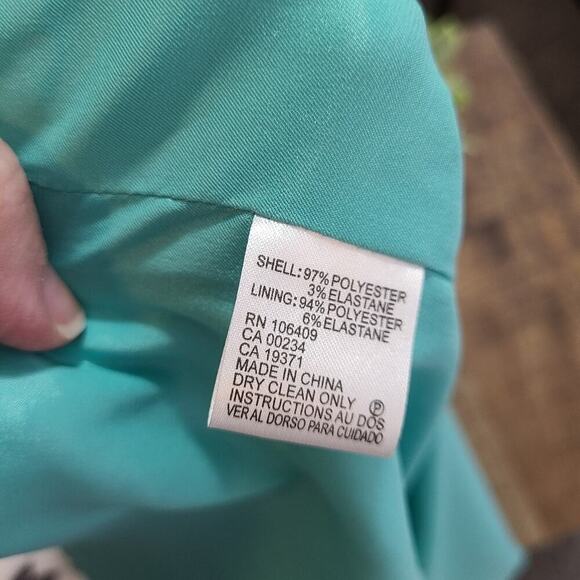 SHELL: 97% POLYESTER
3% ELASTANE
LINING: 94% POLYESTER
6% ELASTANE
RN 106409
CA 00234
CA 19371
MADE IN CHINA
DRY CLEAN ONLY Ⓟ
INSTRUCTIONS AU DOS
VER AL DORSO PARA CUIDADO